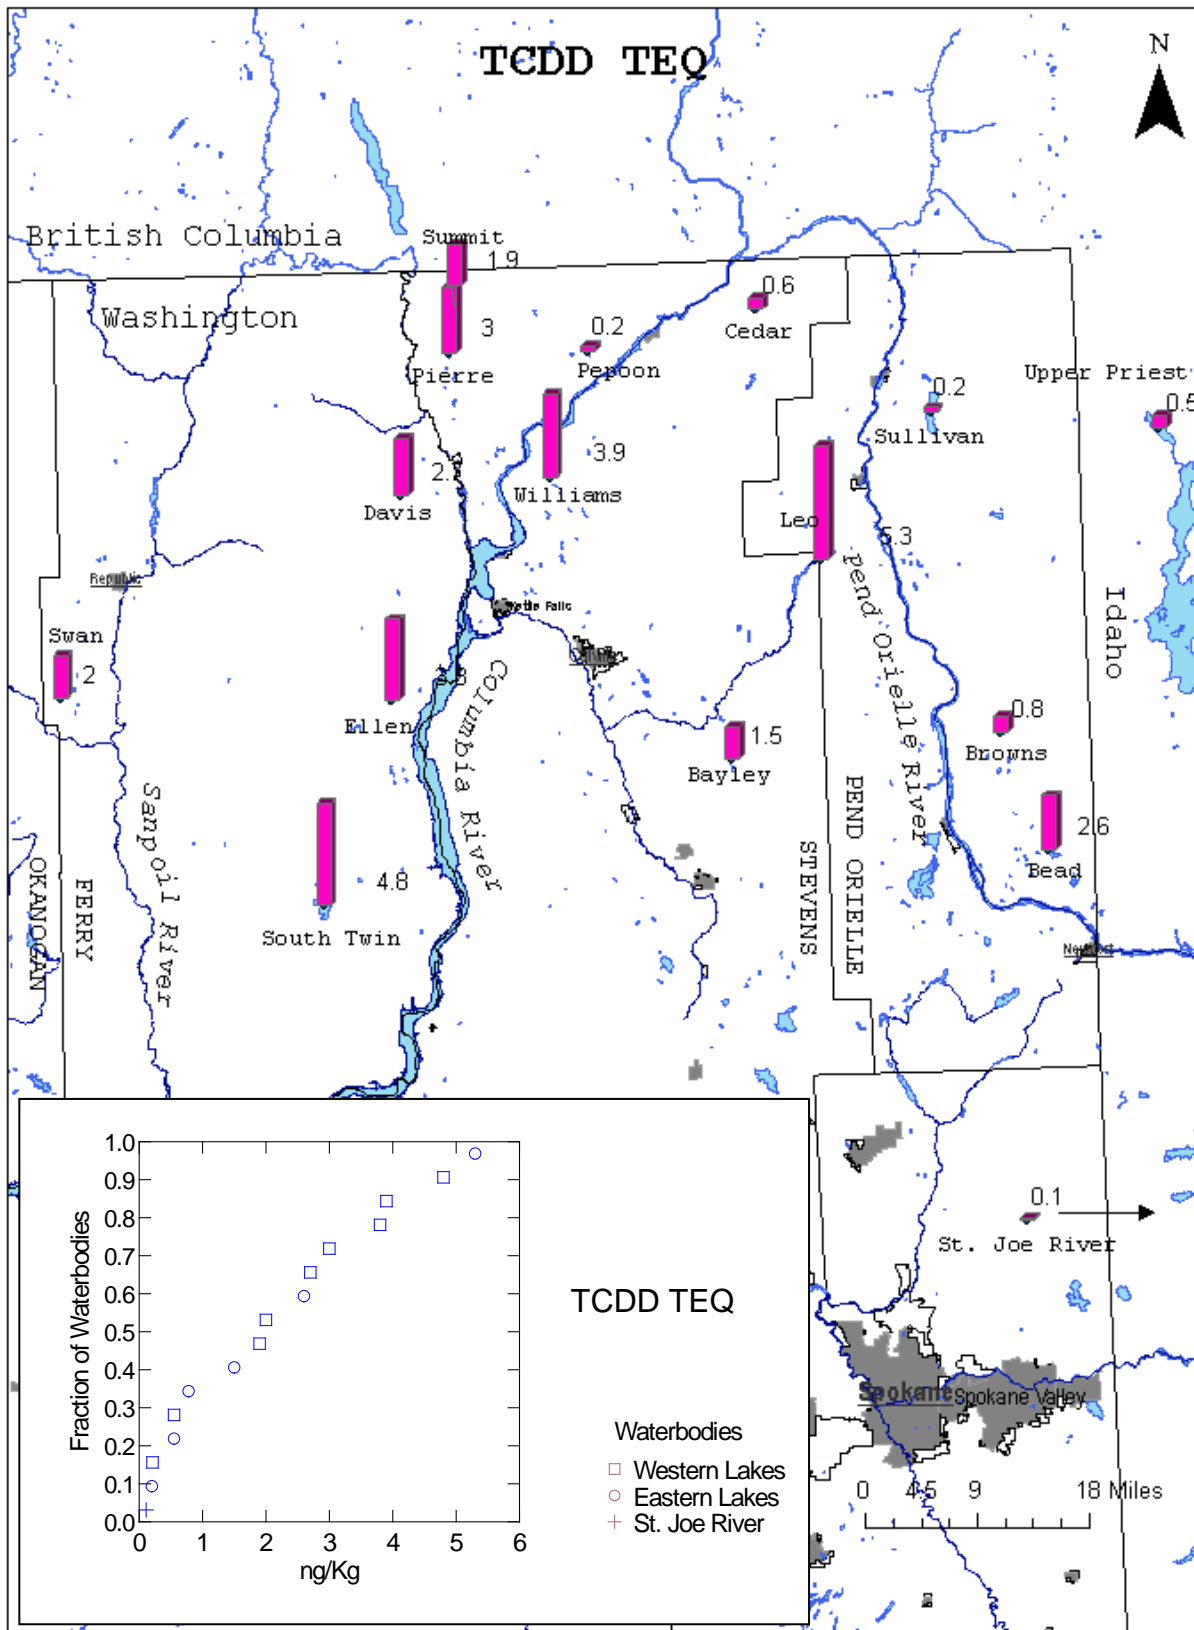 TCDD TEQ
N
British Columbia
Summit
1.9
Washington
3
Pierre
0.2
Pepoon
0.6
Cedar
Upper Priest
0.5
0.2
Sullivan
3.9
Williams
Davis
Leo
5.3
Republic
Kettle Falls
Swan
2
Ellen
Columbia River
pend Orielle River
Idaho
1.5
Bayley
0.8
Browns
2.6
Bead
4.8
South Twin
Sanpoil River
OKANOGAN
FERRY
STEVENS
PEND ORIELLE
Newport
0.1
St. Joe River
Spokane
Spokane Valley
0 4.5 9 18 Miles
1.0
0.9
0.8
0.7
0.6
0.5
0.4
0.3
0.2
0.1
0.0
0 1 2 3 4 5 6
ng/Kg
Fraction of Waterbodies
TCDD TEQ
Waterbodies
Western Lakes
Eastern Lakes
St. Joe River